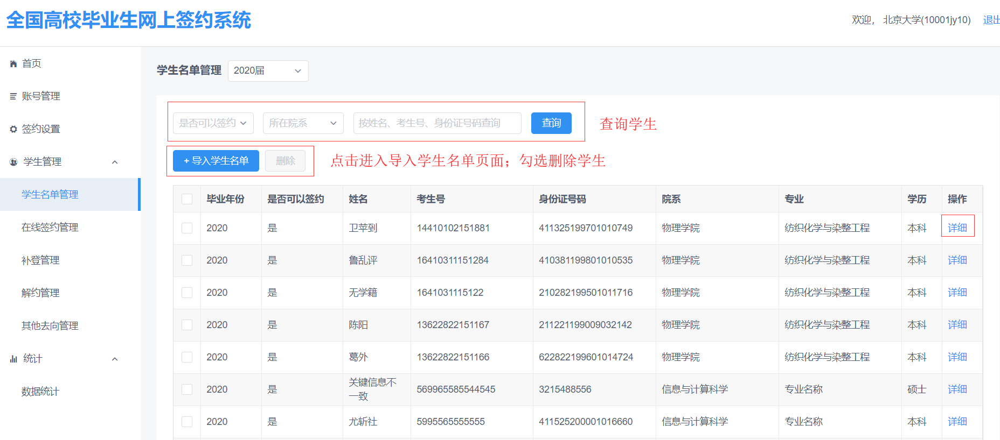 全国高校毕业生网上签约系统
欢迎， 北京大学(10001jy10) 退出
首页
账号管理
签约设置
学生管理
学生名单管理
在线签约管理
补登管理
解约管理
其他去向管理
统计
数据统计
学生名单管理 2020届
是否可以签约 所在院系 按姓名、考生号、身份证号码查询 查询 查询学生
+ 导入学生名单 删除 点击进入导入学生名单页面；勾选删除学生
毕业年份 是否可以签约 姓名 考生号 身份证号码 院系 专业 学历 操作
2020 是 卫苹到 14410102151881 411325199701010749 物理学院 纺织化学与染整工程 本科 详细
2020 是 鲁乱评 16410311151284 410381199801010535 物理学院 纺织化学与染整工程 本科 详细
2020 是 无学籍 1641031115122 210282199501011716 物理学院 纺织化学与染整工程 本科 详细
2020 是 陈阳 13622822151167 211221199009032142 物理学院 纺织化学与染整工程 本科 详细
2020 是 葛外 13622822151166 622822199601014724 物理学院 纺织化学与染整工程 本科 详细
2020 是 关键信息不一致 569965585544545 3215488556 信息与计算科学 专业名称 硕士 详细
2020 是 尤斩社 5995565555555 411525200001016660 信息与计算科学 专业名称 本科 详细